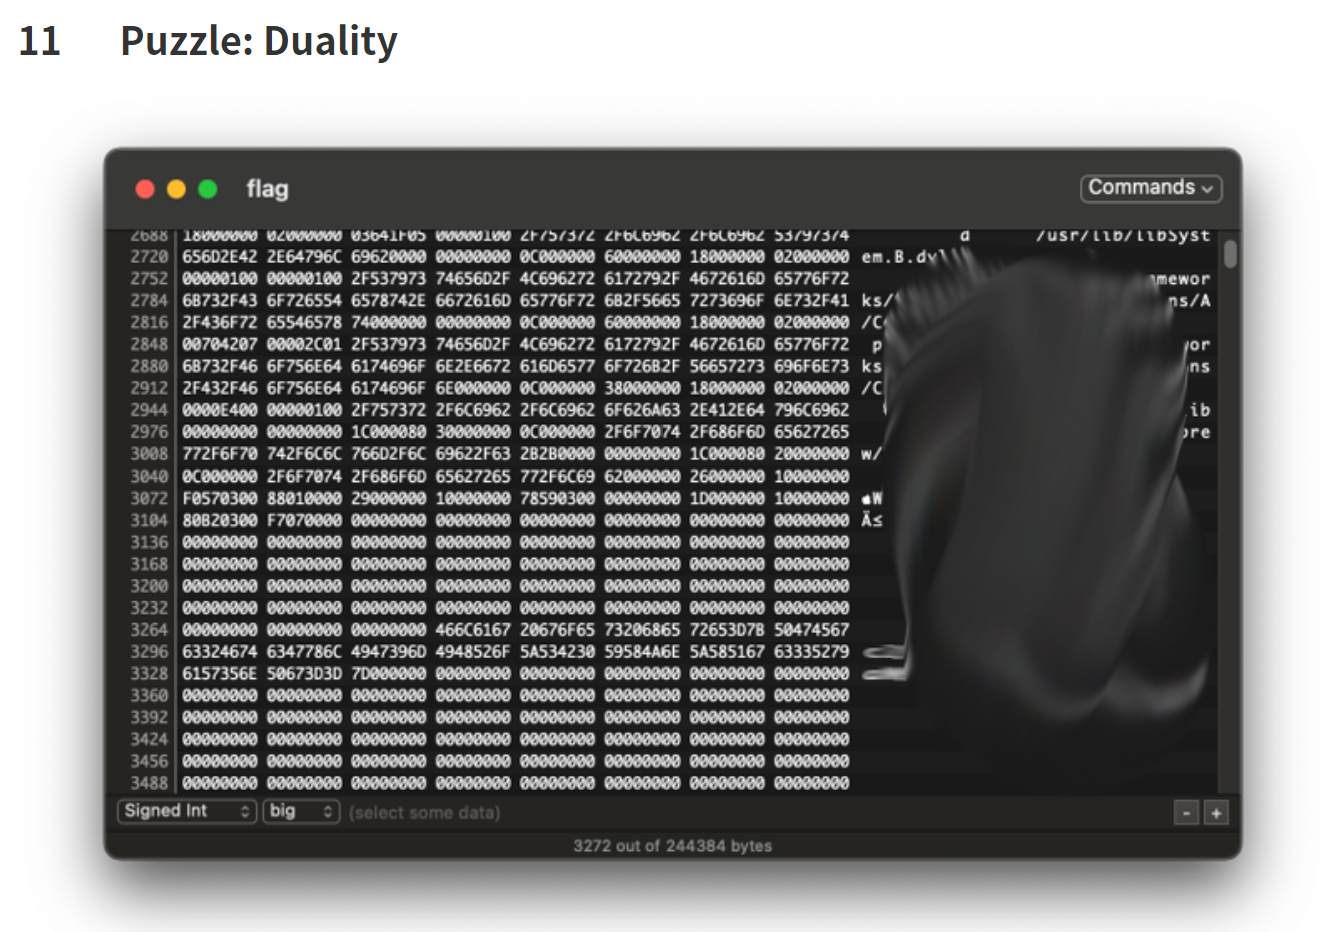 11 Puzzle: Duality
flag
Commands
2688 18000000 02000000 03641F05 00000100 2F757372 2F6C6962 2F6C6962 53797374 d /usr/lib/libSyst
2720 656D2E42 2E64796C 69620000 00000000 0C000000 60000000 18000000 02000000 em.B.dyl
2752 00000100 00000100 2F537973 74656D2F 4C696272 6172792F 4672616D 65776F72 amewor
2784 6B732F43 6F726554 6578742E 6672616D 65776F72 6B2F5665 7273696F 6E732F41 ks/ ns/A
2816 2F436F72 65546578 74000000 00000000 0C000000 60000000 18000000 02000000 /C
2848 00704207 00002C01 2F537973 74656D2F 4C696272 6172792F 4672616D 65776F72 p wor
2880 6B732F46 6F756E64 6174696F 6E2E6672 616D6577 6F726B2F 56657273 696F6E73 ks ns
2912 2F432F46 6F756E64 6174696F 6E000000 0C000000 38000000 18000000 02000000 /C
2944 0000E400 00000100 2F757372 2F6C6962 2F6C6962 6F626A63 2E412E64 796C6962 ib
2976 00000000 00000000 1C000080 30000000 0C000000 2F6F7074 2F686F6D 65627265 bre
3008 772F6F70 742F6C6C 766D2F6C 69622F63 2B2B0000 00000000 1C000080 20000000 w/
3040 0C000000 2F6F7074 2F686F6D 65627265 772F6C69 62000000 26000000 10000000
3072 F0570300 88010000 29000000 10000000 78590300 00000000 1D000000 10000000 W
3104 80B20300 F7070000 00000000 00000000 00000000 00000000 00000000 00000000 Ä≤
3136 00000000 00000000 00000000 00000000 00000000 00000000 00000000 00000000
3168 00000000 00000000 00000000 00000000 00000000 00000000 00000000 00000000
3200 00000000 00000000 00000000 00000000 00000000 00000000 00000000 00000000
3232 00000000 00000000 00000000 00000000 00000000 00000000 00000000 00000000
3264 00000000 00000000 00000000 466C6167 20676F65 73206865 72653D7B 50474567
3296 63324674 6347786C 4947396D 4948526F 5A534230 59584A6E 5A585167 63335279
3328 6157356E 50673D3D 7D000000 00000000 00000000 00000000 00000000 00000000
3360 00000000 00000000 00000000 00000000 00000000 00000000 00000000 00000000
3392 00000000 00000000 00000000 00000000 00000000 00000000 00000000 00000000
3424 00000000 00000000 00000000 00000000 00000000 00000000 00000000 00000000
3456 00000000 00000000 00000000 00000000 00000000 00000000 00000000 00000000
3488 00000000 00000000 00000000 00000000 00000000 00000000 00000000 00000000
Signed Int big (select some data) - +
3272 out of 244384 bytes